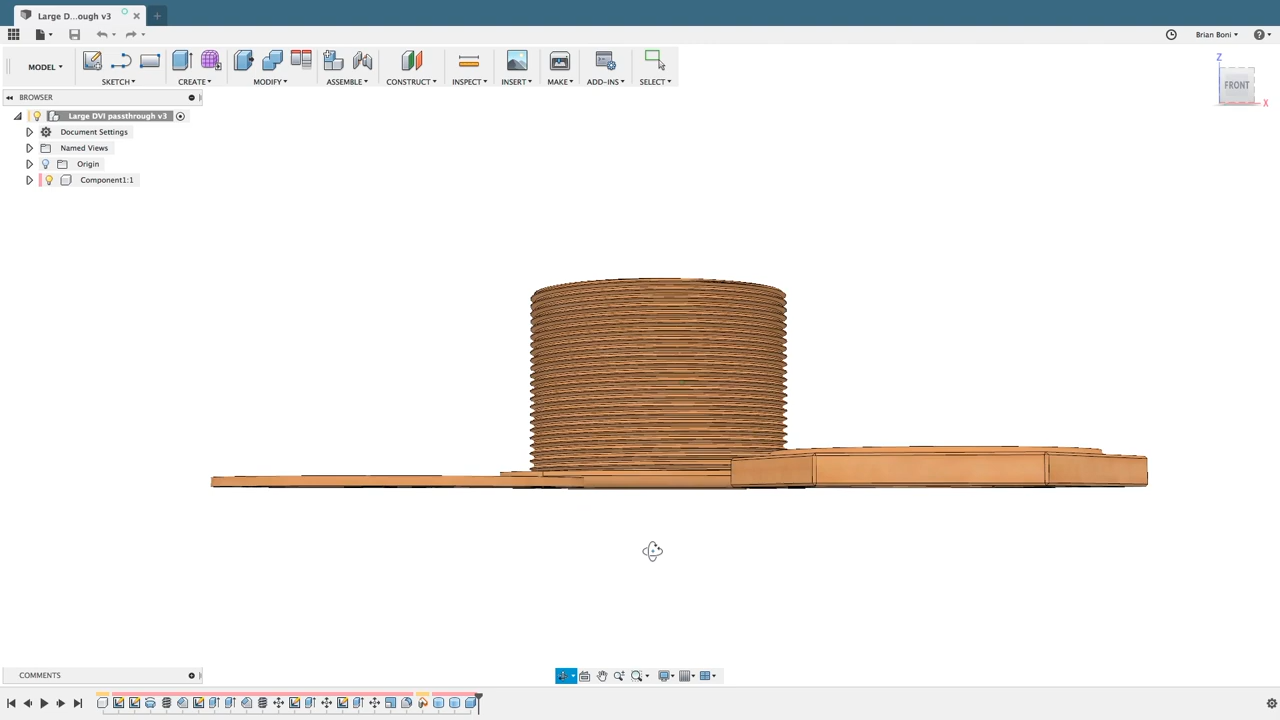 Large D...ough v3
Brian Boni
MODEL
SKETCH
CREATE
MODIFY
ASSEMBLE
CONSTRUCT
INSPECT
INSERT
MAKE
ADD-INS
SELECT
Z
FRONT
X
BROWSER
Large DVI passthrough v3
Document Settings
Named Views
Origin
Component1:1
COMMENTS